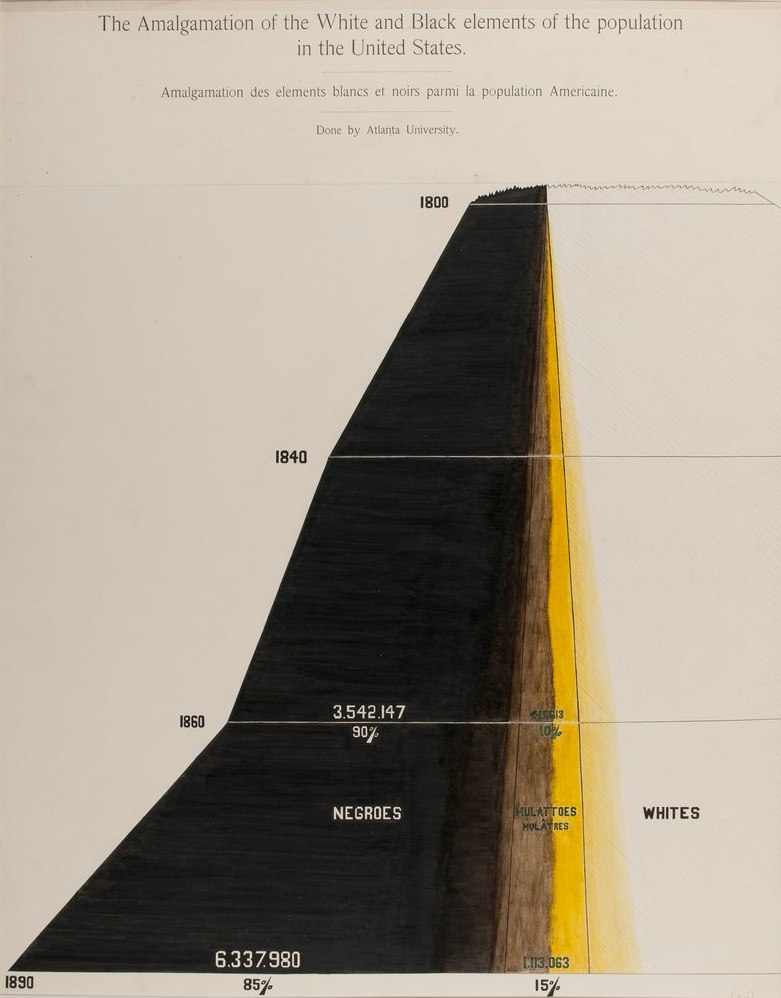 The Amalgamation of the White and Black elements of the population
in the United States.
Amalgamation des elements blancs et noirs parmi la population Americaine.
Done by Atlanta University.
1800
1840
1860
3.542.147
90%
10%
NEGROES
MULATTOES
MULÂTRES
WHITES
6.337.980
1.113.063
1890
85%
15%